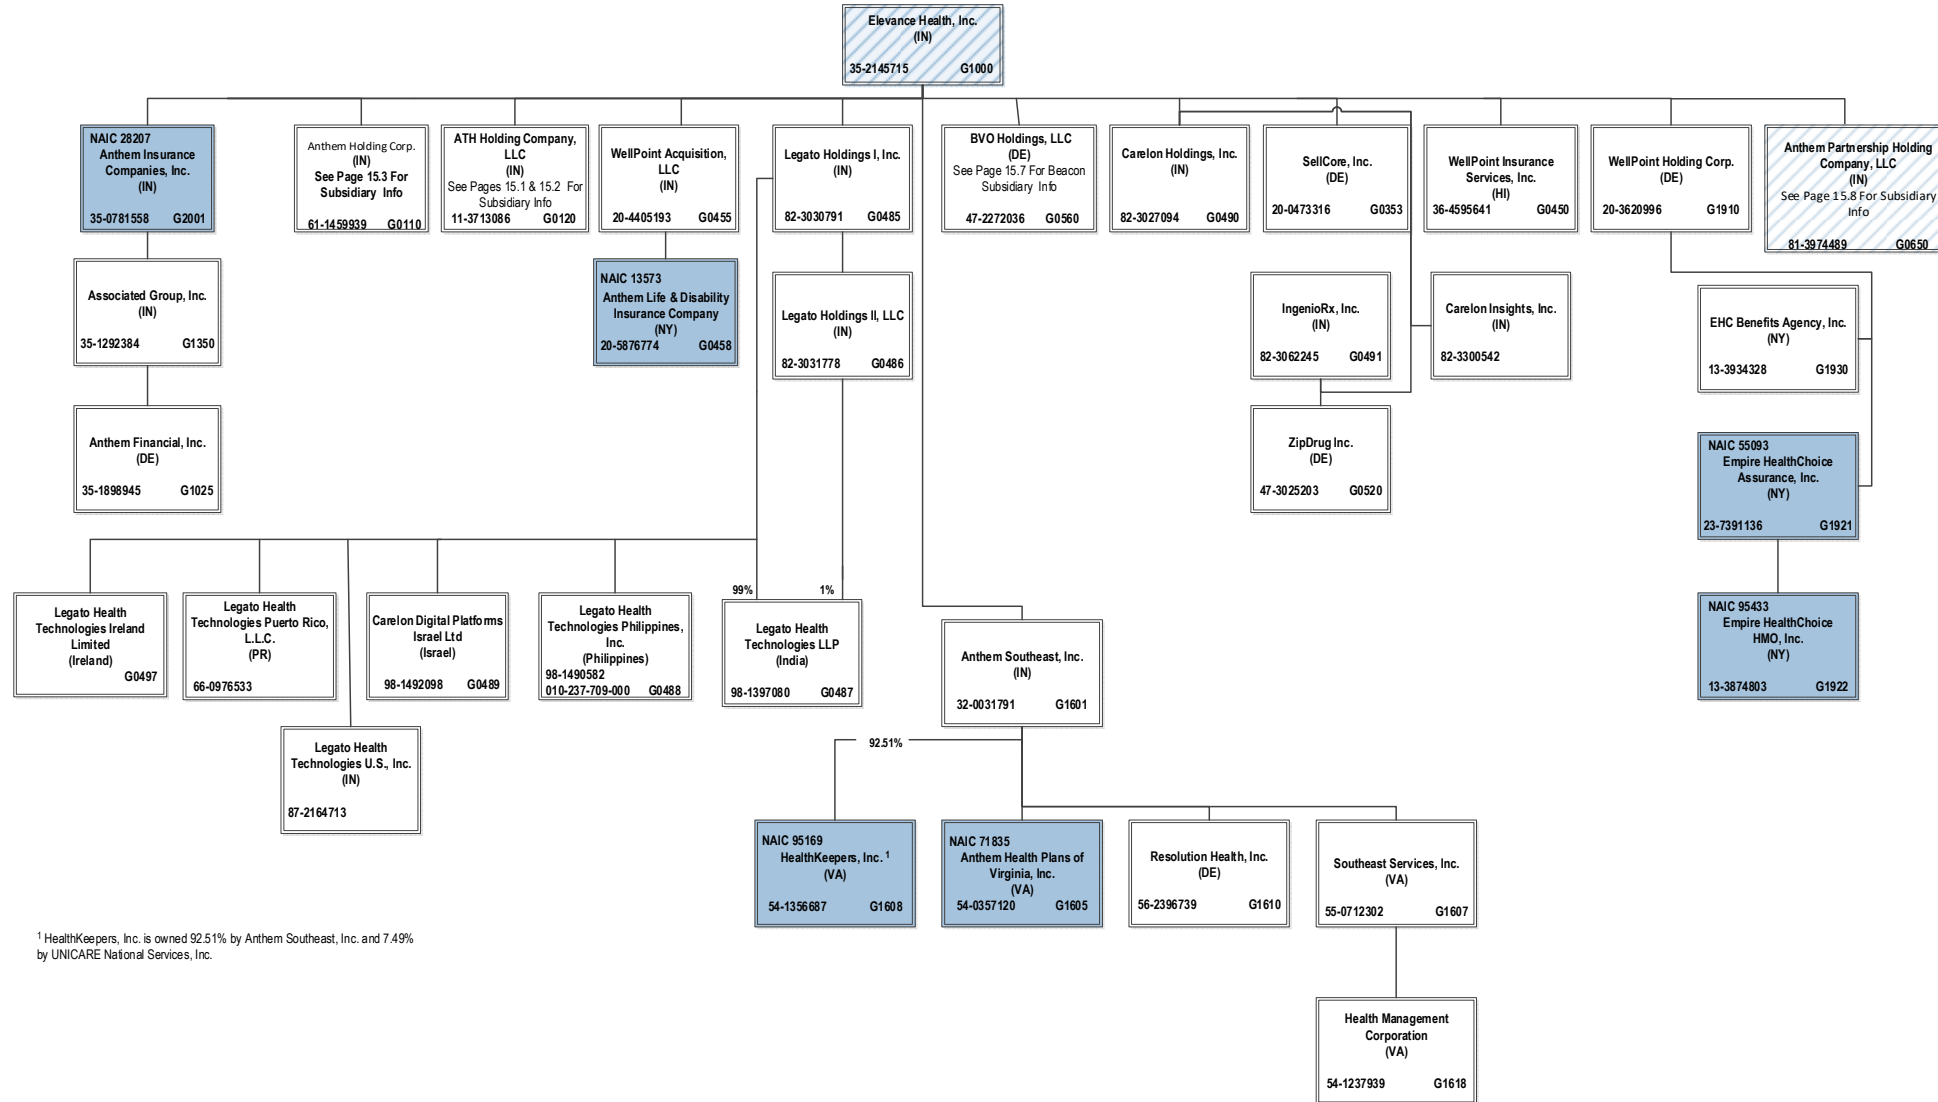 Elevance Health, Inc.
(IN)
35-2145715 G1000
NAIC 28207
Anthem Insurance
Companies, Inc.
(IN)
35-0781558 G2001
Anthem Holding Corp.
(IN)
See Page 15.3 For
Subsidiary Info
61-1459939 G0110
ATH Holding Company,
LLC
(IN)
See Pages 15.1 & 15.2 For
Subsidiary Info
11-3713086 G0120
WellPoint Acquisition,
LLC
(IN)
20-4405193 G0455
Legato Holdings I, Inc.
(IN)
82-3030791 G0485
BVO Holdings, LLC
(DE)
See Page 15.7 For Beacon
Subsidiary Info
47-2272036 G0560
Carelon Holdings, Inc.
(IN)
82-3027094 G0490
SellCore, Inc.
(DE)
20-0473316 G0353
WellPoint Insurance
Services, Inc.
(HI)
36-4595641 G0450
WellPoint Holding Corp.
(DE)
20-3620996 G1910
Anthem Partnership Holding
Company, LLC
(IN)
See Page 15.8 For Subsidiary
Info
81-3974489 G0650
Associated Group, Inc.
(IN)
35-1292384 G1350
NAIC 13573
Anthem Life & Disability
Insurance Company
(NY)
20-5876774 G0458
Legato Holdings II, LLC
(IN)
82-3031778 G0486
IngenioRx, Inc.
(IN)
82-3062245 G0491
Carelon Insights, Inc.
(IN)
82-3300542
EHC Benefits Agency, Inc.
(NY)
13-3934328 G1930
Anthem Financial, Inc.
(DE)
35-1898945 G1025
ZipDrug Inc.
(DE)
47-3025203 G0520
NAIC 55093
Empire HealthChoice
Assurance, Inc.
(NY)
23-7391136 G1921
99% 1%
Legato Health
Technologies Ireland
Limited
(Ireland)
G0497
Legato Health
Technologies Puerto Rico,
L.L.C.
(PR)
66-0976533
Carelon Digital Platforms
Israel Ltd
(Israel)
98-1492098 G0489
Legato Health
Technologies Philippines,
Inc.
(Philippines)
98-1490582
010-237-709-000 G0488
Legato Health
Technologies LLP
(India)
98-1397080 G0487
Anthem Southeast, Inc.
(IN)
32-0031791 G1601
NAIC 95433
Empire HealthChoice
HMO, Inc.
(NY)
13-3874803 G1922
Legato Health
Technologies U.S., Inc.
(IN)
87-2164713
92.51%
NAIC 95169
HealthKeepers, Inc. 1
(VA)
54-1356687 G1608
NAIC 71835
Anthem Health Plans of
Virginia, Inc.
(VA)
54-0357120 G1605
Resolution Health, Inc.
(DE)
56-2396739 G1610
Southeast Services, Inc.
(VA)
55-0712302 G1607
1 HealthKeepers, Inc. is owned 92.51% by Anthem Southeast, Inc. and 7.49%
by UNICARE National Services, Inc.
Health Management
Corporation
(VA)
54-1237939 G1618